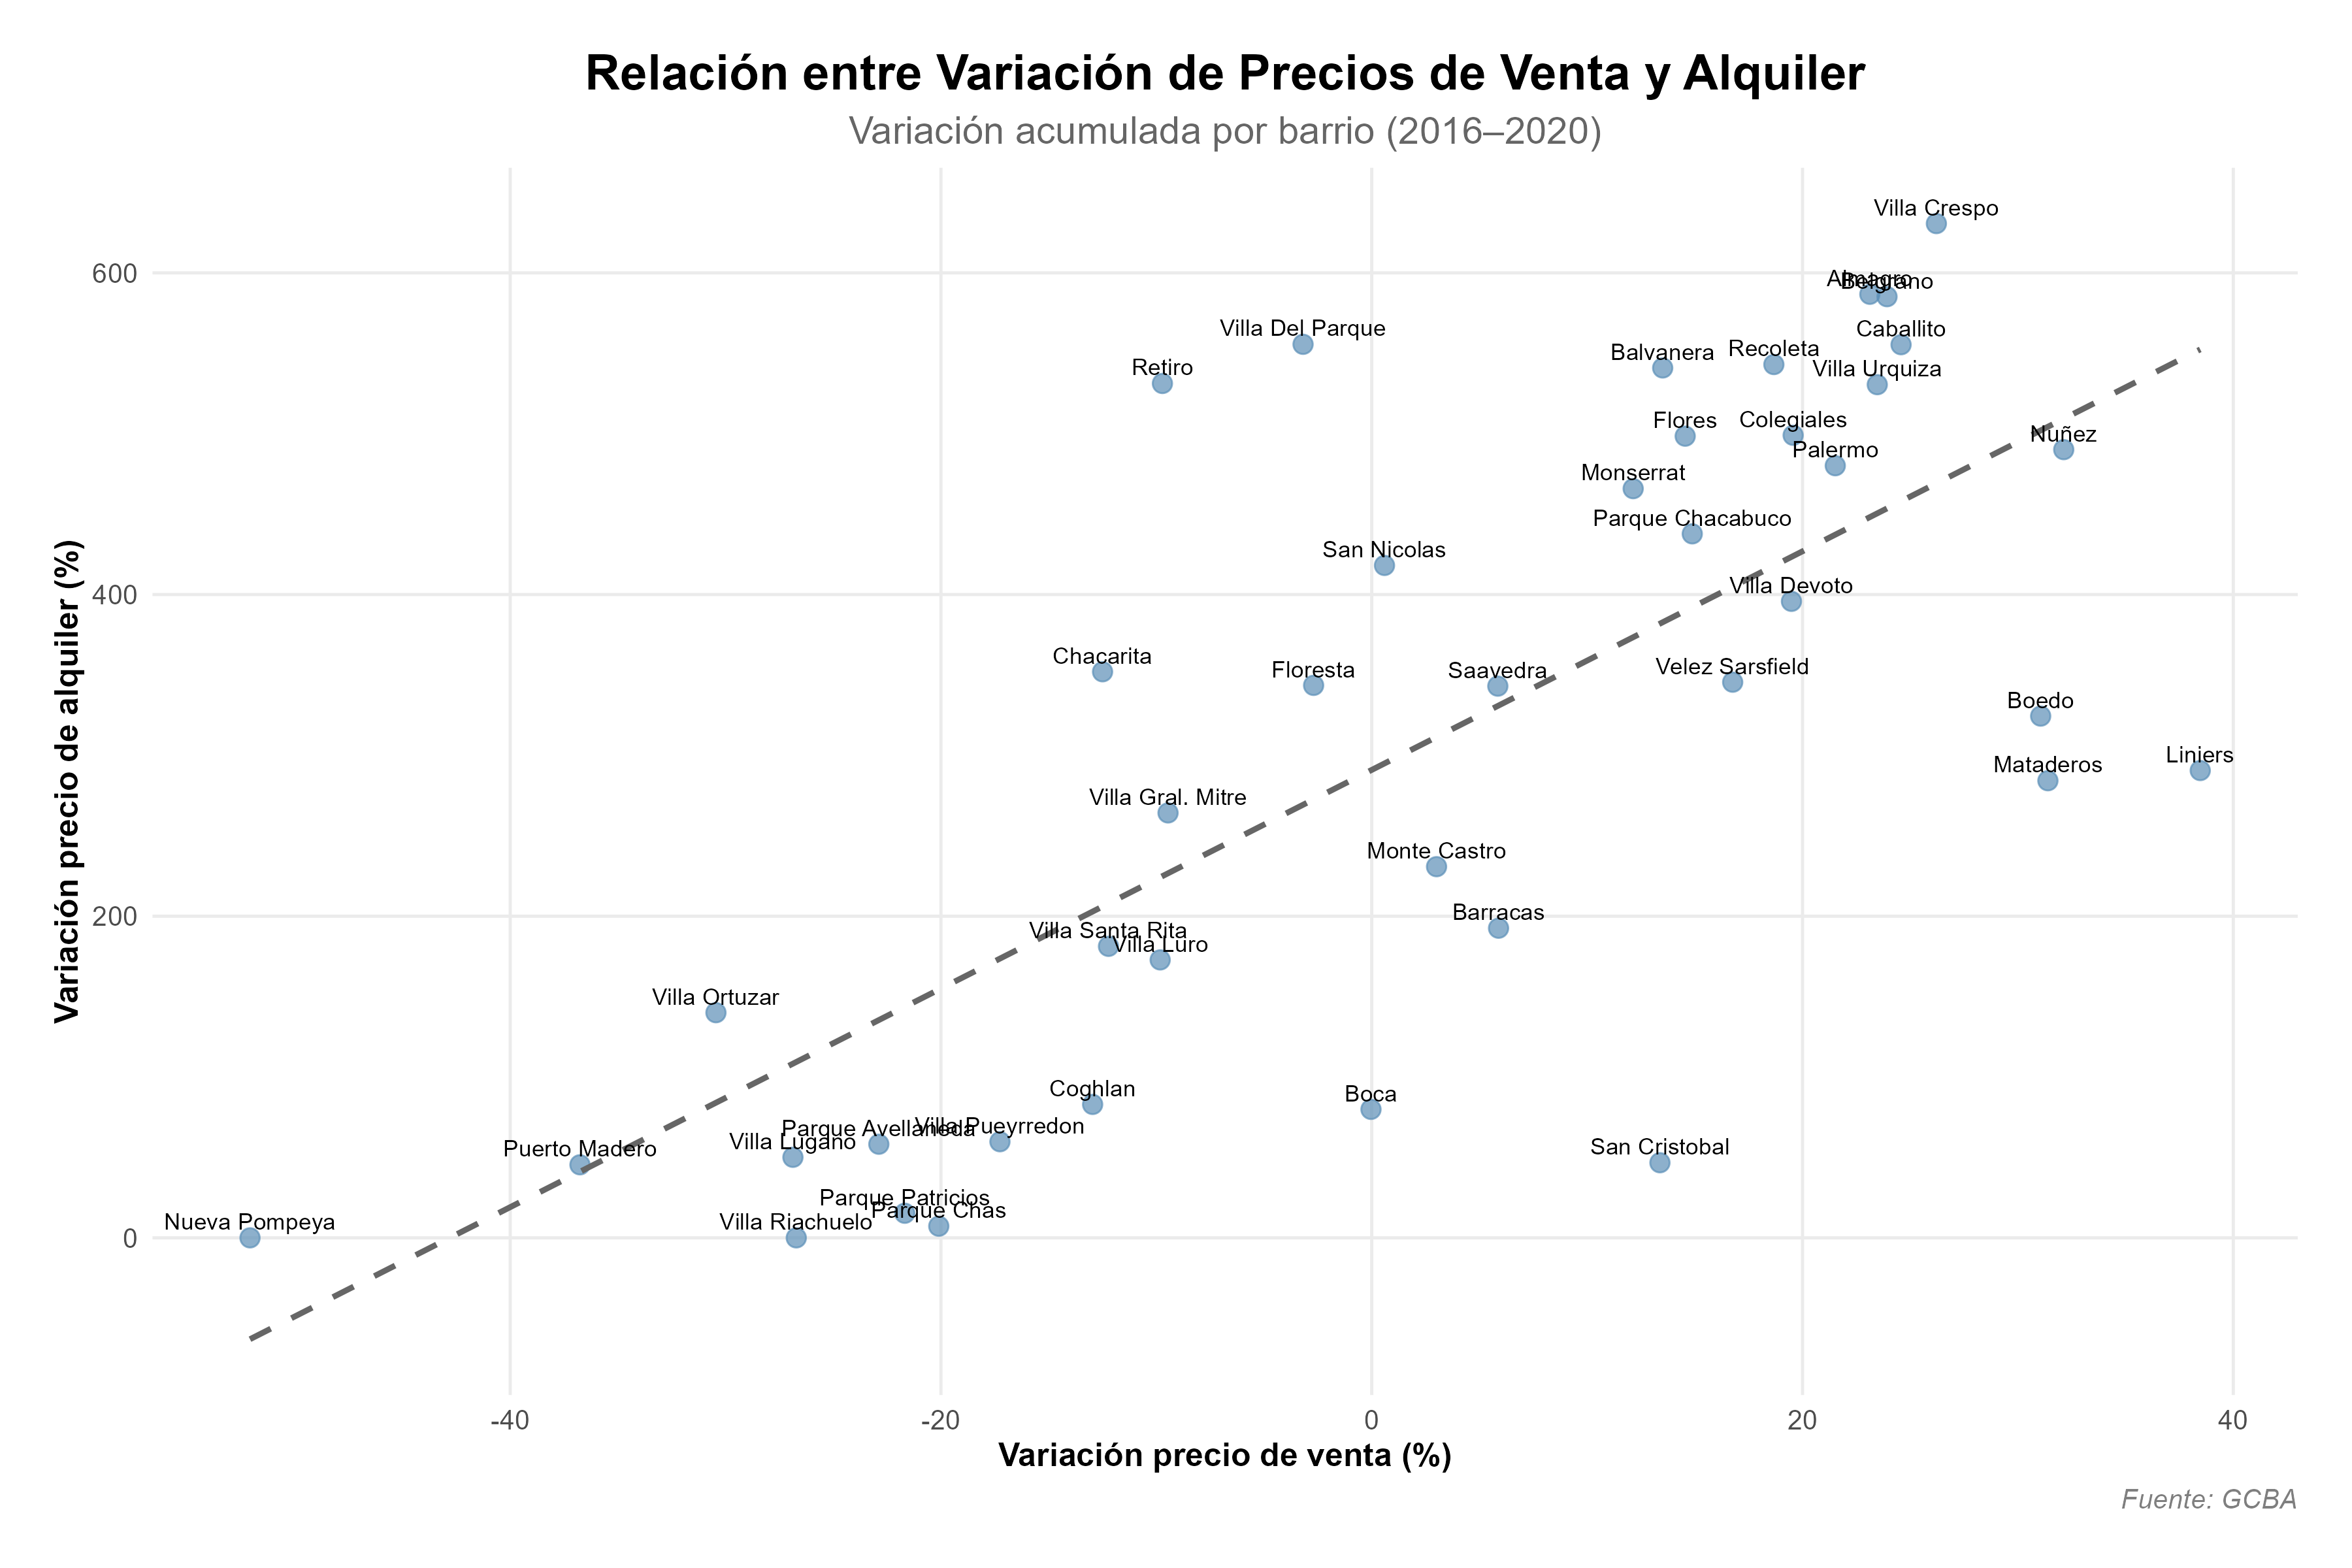 Relación entre Variación de Precios de Venta y Alquiler
Variación acumulada por barrio (2016–2020)
Variación precio de alquiler (%)
600
400
200
0
Villa Crespo
Almagro
Belgrano
Villa Del Parque
Caballito
Balvanera
Recoleta
Retiro
Villa Urquiza
Flores
Colegiales
Nuñez
Palermo
Monserrat
Parque Chacabuco
San Nicolas
Villa Devoto
Chacarita
Floresta
Saavedra
Velez Sarsfield
Boedo
Liniers
Mataderos
Villa Gral. Mitre
Monte Castro
Barracas
Villa Santa Rita
Villa Luro
Villa Ortuzar
Coghlan
Boca
Parque Avellaneda
Villa Pueyrredon
Villa Lugano
Puerto Madero
San Cristobal
Parque Patricios
Parque Chas
Nueva Pompeya
Villa Riachuelo
-40
-20
0
20
40
Variación precio de venta (%)
Fuente: GCBA